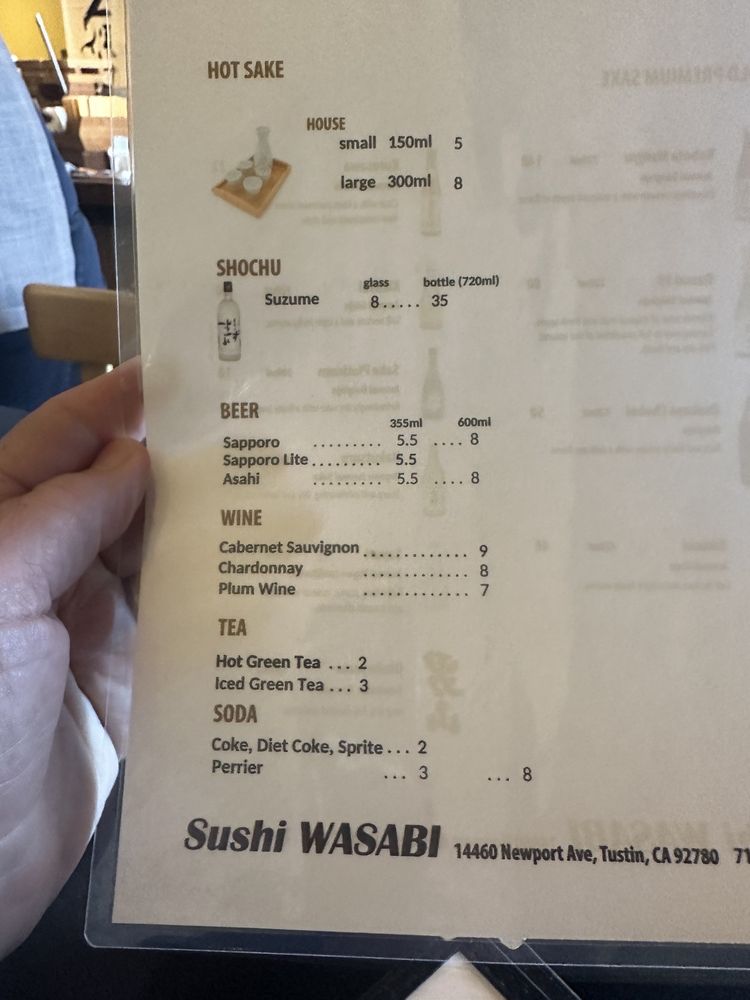 HOT SAKE
HOUSE
small 150ml 5
large 300ml 8
SHOCHU
glass bottle (720ml)
Suzume 8..... 35
BEER
355ml 600ml
Sapporo ......... 5.5 .... 8
Sapporo Lite......... 5.5
Asahi ......... 5.5 .... 8
WINE
Cabernet Sauvignon............. 9
Chardonnay ............. 8
Plum Wine ............. 7
TEA
Hot Green Tea ... 2
Iced Green Tea ... 3
SODA
Coke, Diet Coke, Sprite... 2
Perrier ... 3 ... 8
Sushi WASABI 14460 Newport Ave, Tustin, CA 92780 71